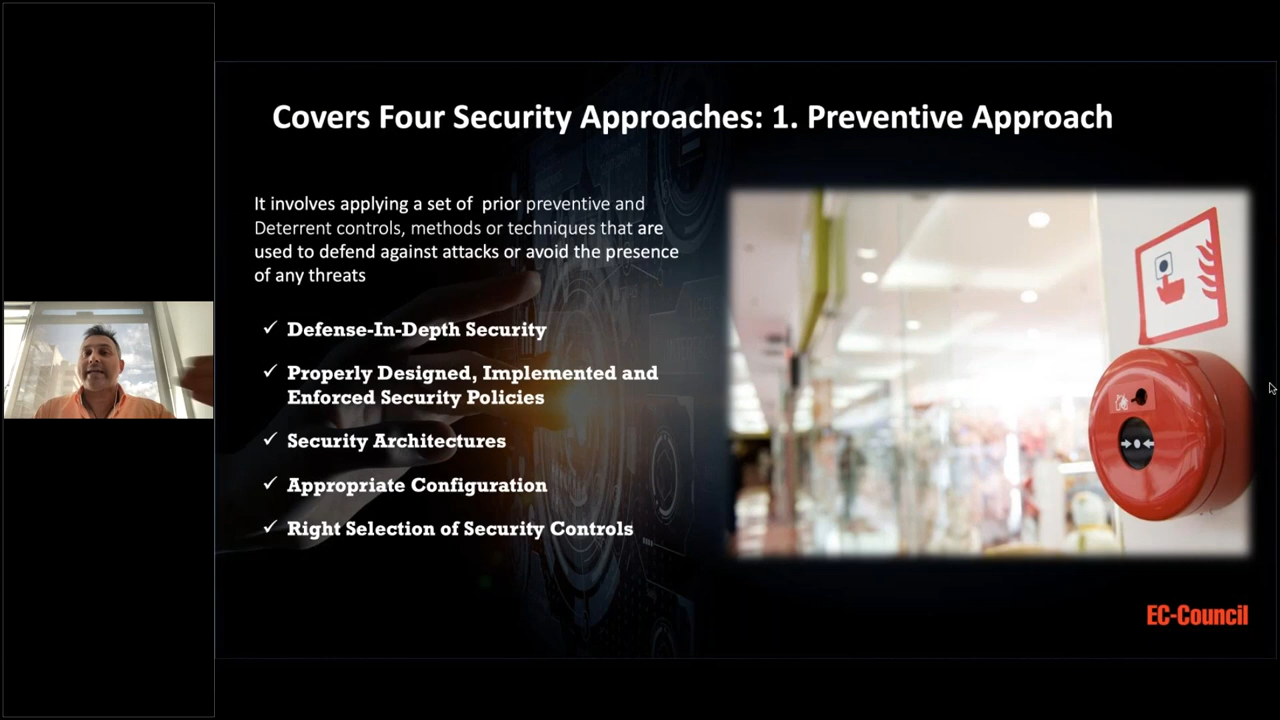 Covers Four Security Approaches: 1. Preventive Approach
It involves applying a set of  prior preventive and
Deterrent controls, methods or techniques that are
used to defend against attacks or avoid the presence
of any threats
✓ Defense-In-Depth Security
✓ Properly Designed, Implemented and
Enforced Security Policies
✓ Security Architectures
✓ Appropriate Configuration
✓ Right Selection of Security Controls
EC-Council